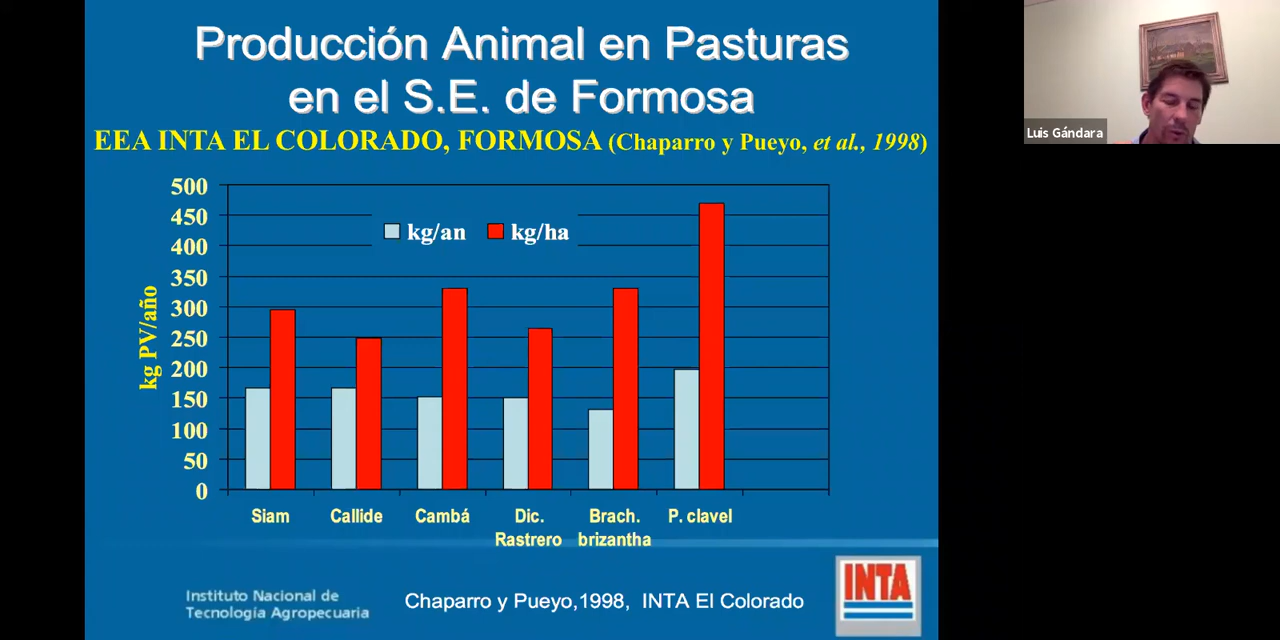 Producción Animal en Pasturas
en el S.E. de Formosa
EEA INTA EL COLORADO, FORMOSA (Chaparro y Pueyo, et al., 1998)
kg PV/año
500
450
400
350
300
250
200
150
100
50
0
kg/an kg/ha
Siam Callide Cambá Dic. Brach. P. clavel
Rastrero brizantha
Instituto Nacional de
Tecnología Agropecuaria
Chaparro y Pueyo,1998, INTA El Colorado
INTA
Luis Gándara